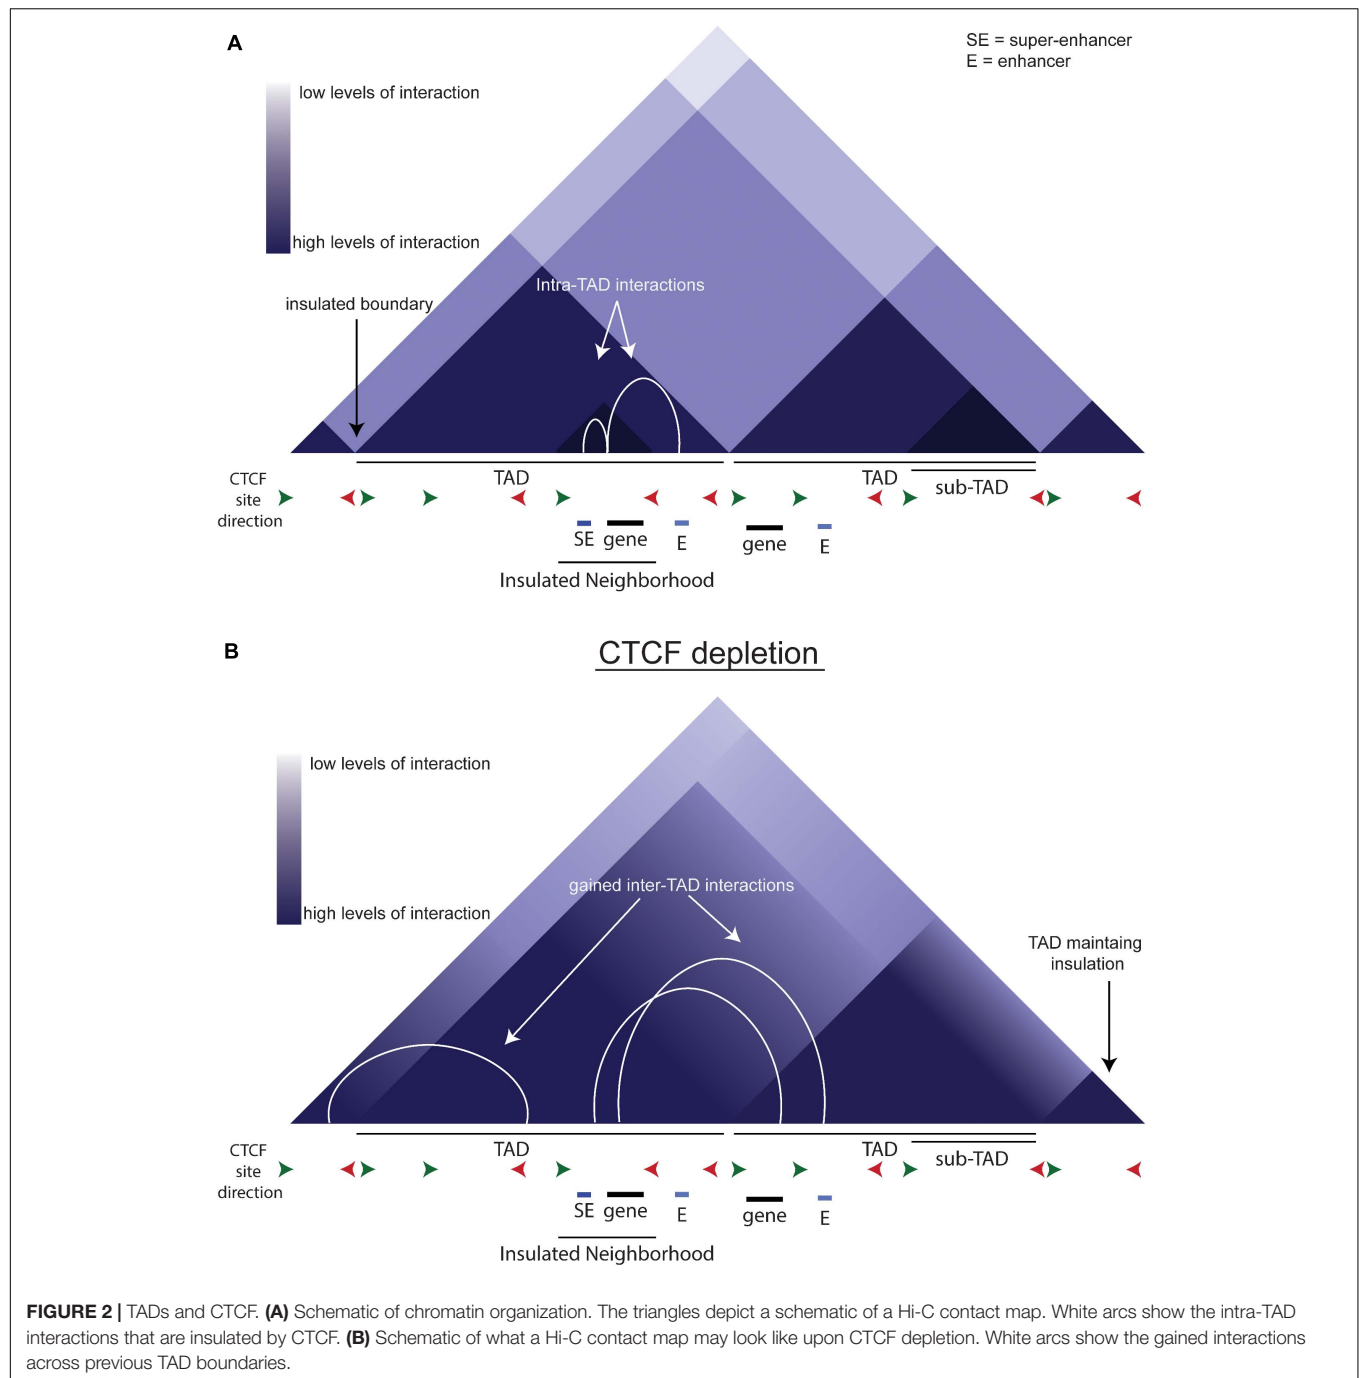 A
SE = super-enhancer
E = enhancer
low levels of interaction
high levels of interaction
Intra-TAD interactions
insulated boundary
TAD
TAD
sub-TAD
CTCF
site
direction
SE gene E gene E
Insulated Neighborhood
B
CTCF depletion
low levels of interaction
gained inter-TAD interactions
high levels of interaction
TAD maintaing
insulation
TAD
TAD
sub-TAD
CTCF
site
direction
SE gene E gene E
Insulated Neighborhood
FIGURE 2 | TADs and CTCF. (A) Schematic of chromatin organization. The triangles depict a schematic of a Hi-C contact map. White arcs show the intra-TAD
interactions that are insulated by CTCF. (B) Schematic of what a Hi-C contact map may look like upon CTCF depletion. White arcs show the gained interactions
across previous TAD boundaries.